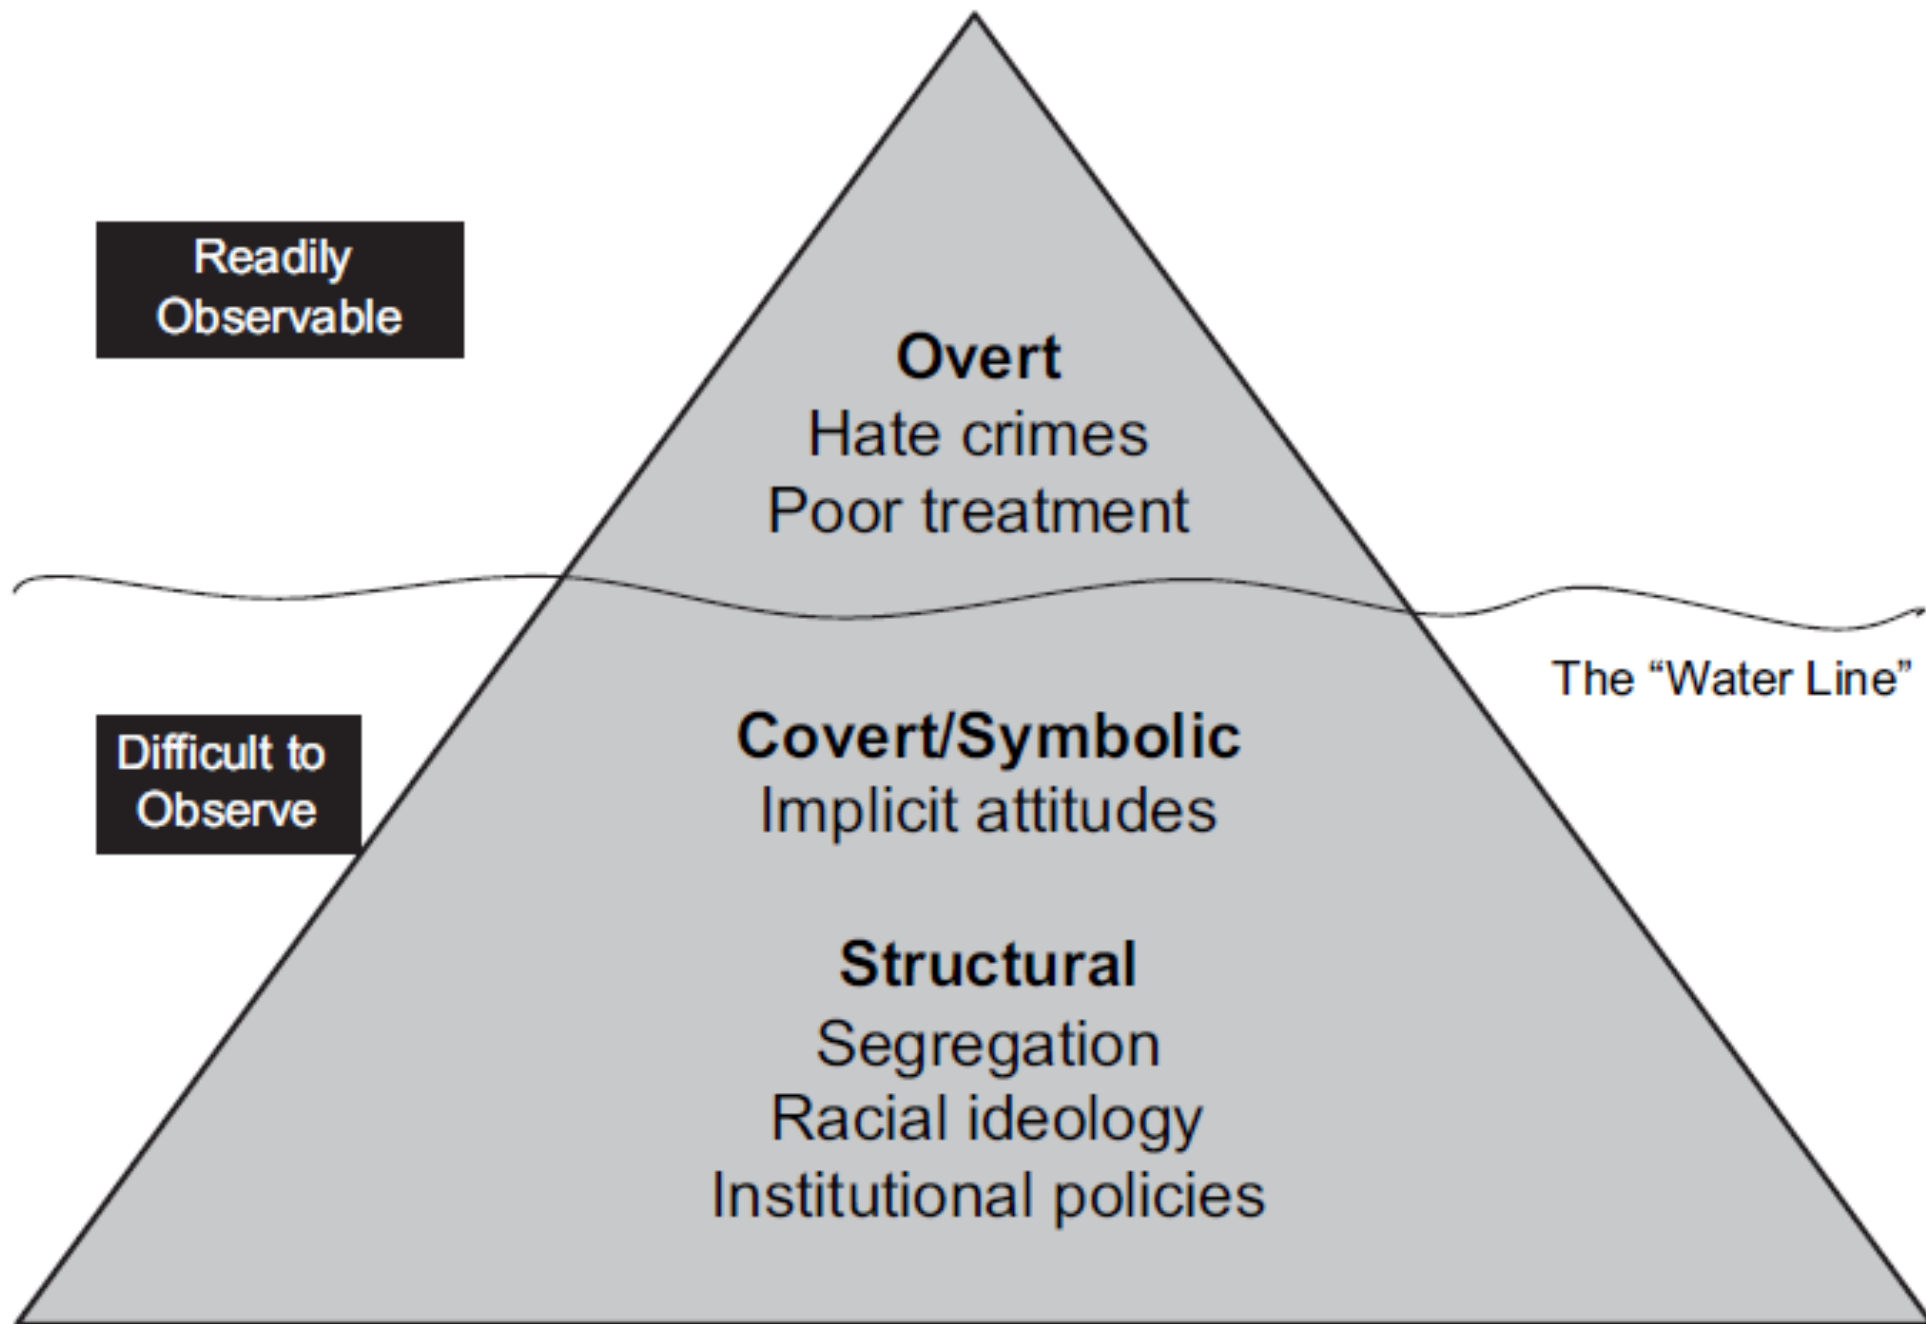 Readily
Observable
Overt
Hate crimes
Poor treatment
The “Water Line”
Difficult to
Observe
Covert/Symbolic
Implicit attitudes
Structural
Segregation
Racial ideology
Institutional policies